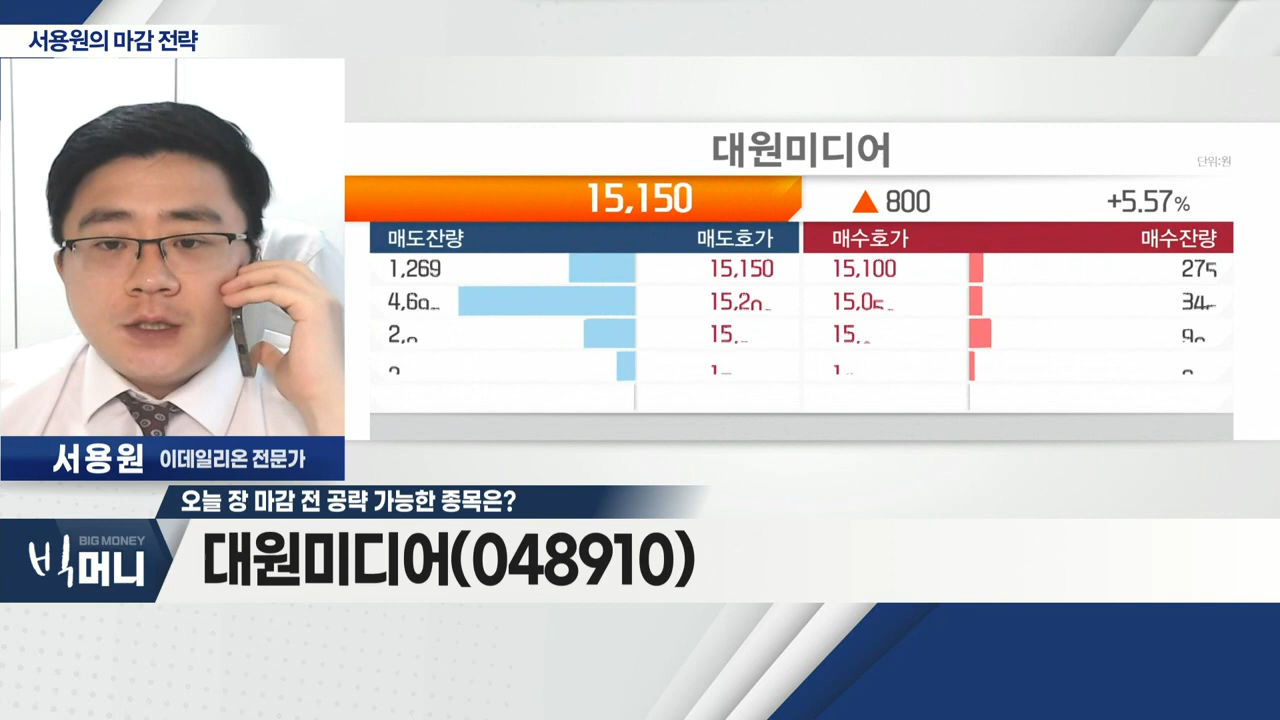 서용원의 마감 전략
대원미디어
단위:원
15,150 ▲ 800 +5.57%
매도잔량 매도호가 매수호가 매수잔량
1,269 15,150 15,100 275
서용원 이데일리온 전문가
오늘 장 마감 전 공략 가능한 종목은?
BIG MONEY
빅머니
대원미디어(048910)